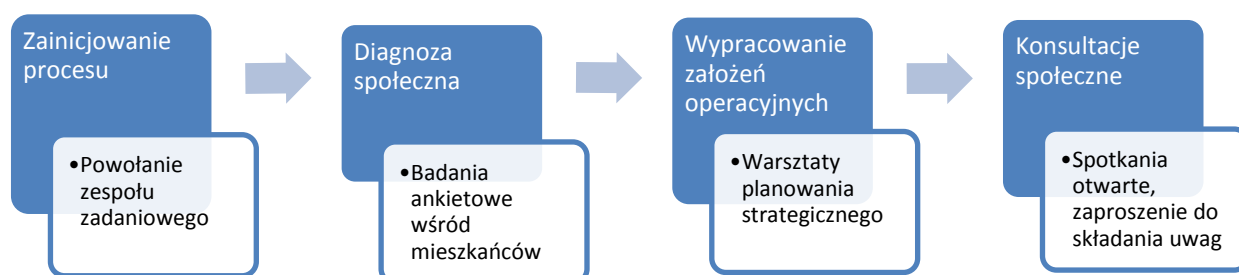 Zainicjowanie
procesu
•Powołanie
zespołu
zadaniowego
Diagnoza
społeczna
•Badania
ankietowe
wśród
mieszkańców
Wypracowanie
założeń
operacyjnych
•Warsztaty
planowania
strategicznego
Konsultacje
społeczne
•Spotkania
otwarte,
zaproszenie do
składania uwag